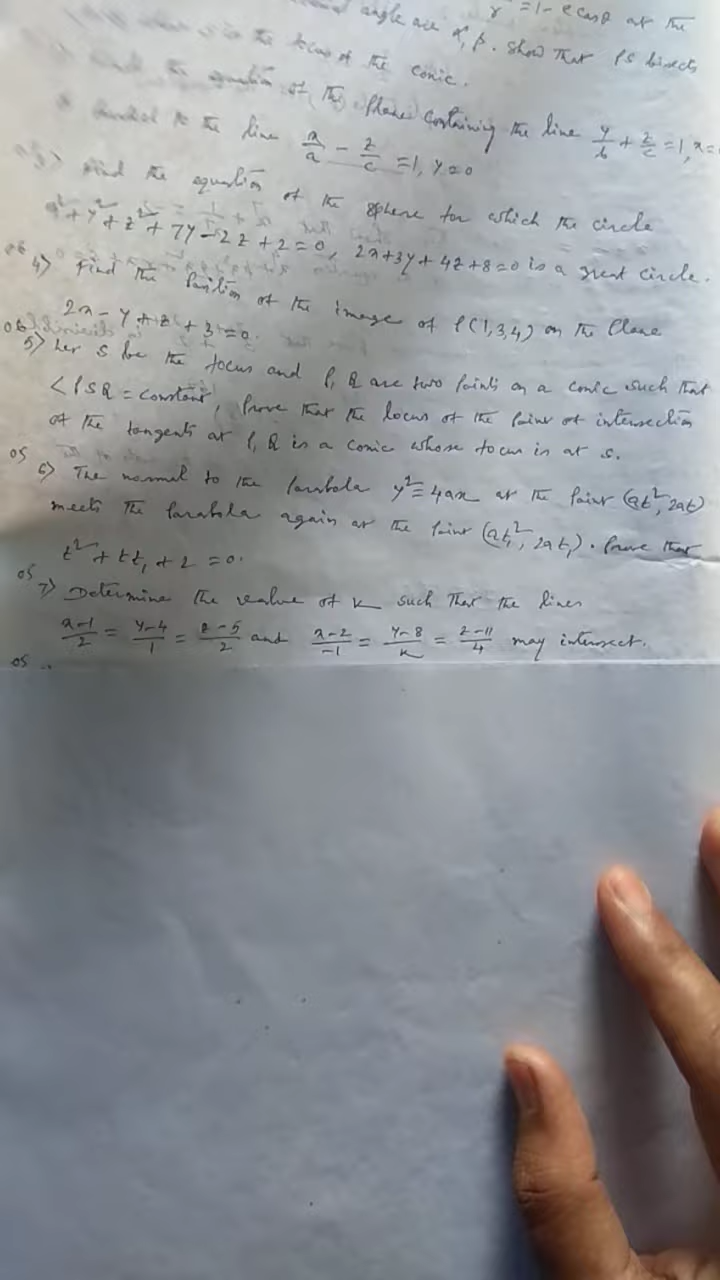 r = 1 - e cos θ at the
angle are α, β. Show that PS bisects
is the focus of the conic.
the equation of the plane containing the line y/b + z/c = 1, x =
to the line x/a - z/c = 1, y = 0
3> Find the equation of the sphere for which the circle
x² + y² + z² + 7y - 2z + 2 = 0, 2x + 3y + 4z + 8 = 0 is a great circle.
06
4> Find the Position of the image of P(1, 3, 4) on the Plane
2x - y + z + 3 = 0.
06
5> Let S be the focus and P, Q are two Points on a conic such that
<PSQ = constant, Prove that the locus of the Point of intersection
of the tangents at P, Q is a conic whose focus is at S.
05
6> The normal to the Parabola y² = 4ax at the Point (at², 2at)
meets the Parabola again at the Point (at₁², 2at₁). Prove that
t² + tt₁ + 2 = 0.
05
7> Determine the value of k such that the lines
x-1/2 = y-4/1 = z-5/2 and x-2/-1 = y-8/k = z-11/4 may intersect.
05